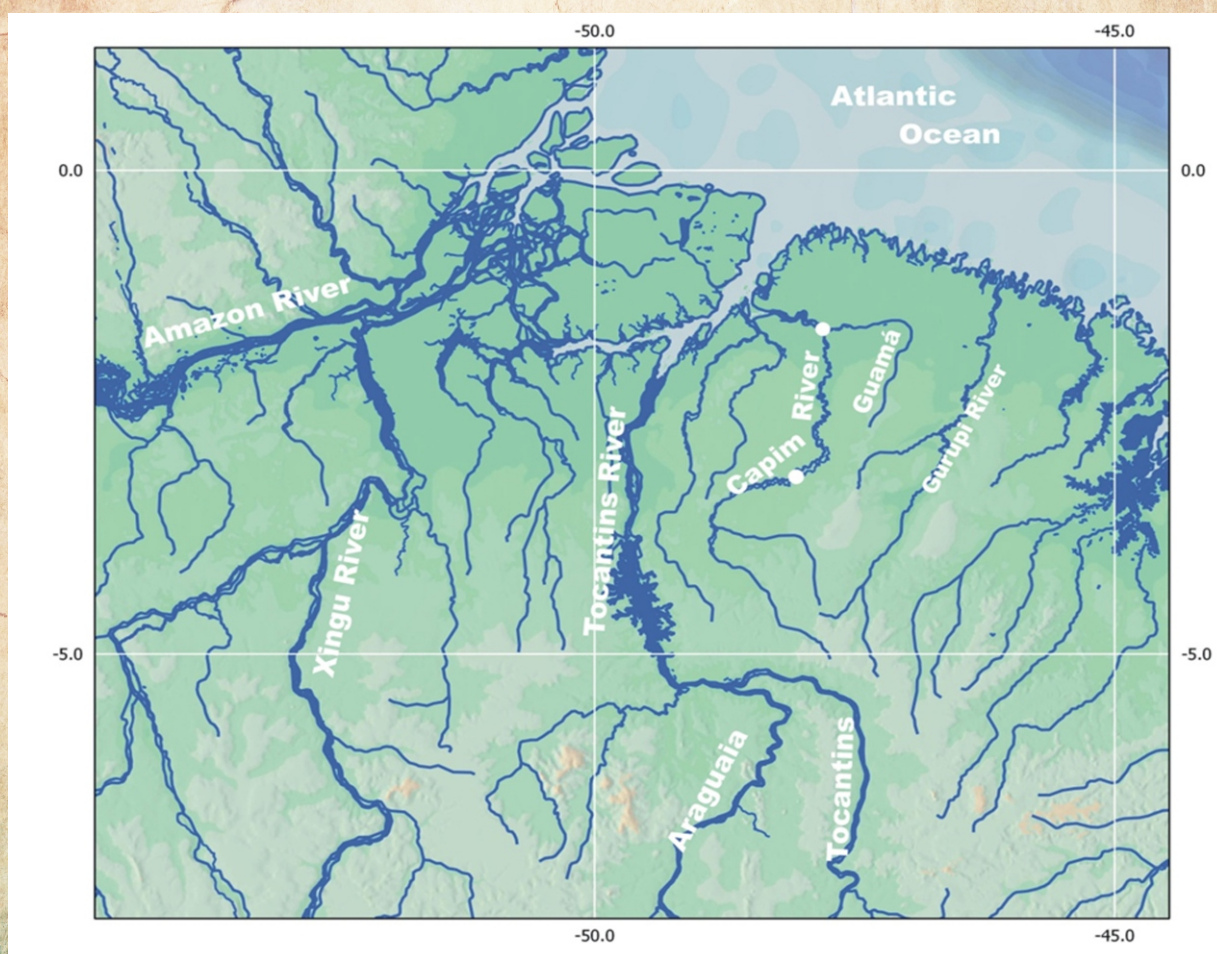 -50.0
-45.0
Atlantic
Ocean
0.0
0.0
Amazon River
River
Guamá
Gurupi River
Capim
Tocantins River
Xingu River
-5.0
-5.0
Araguaia
Tocantins
-50.0
-45.0